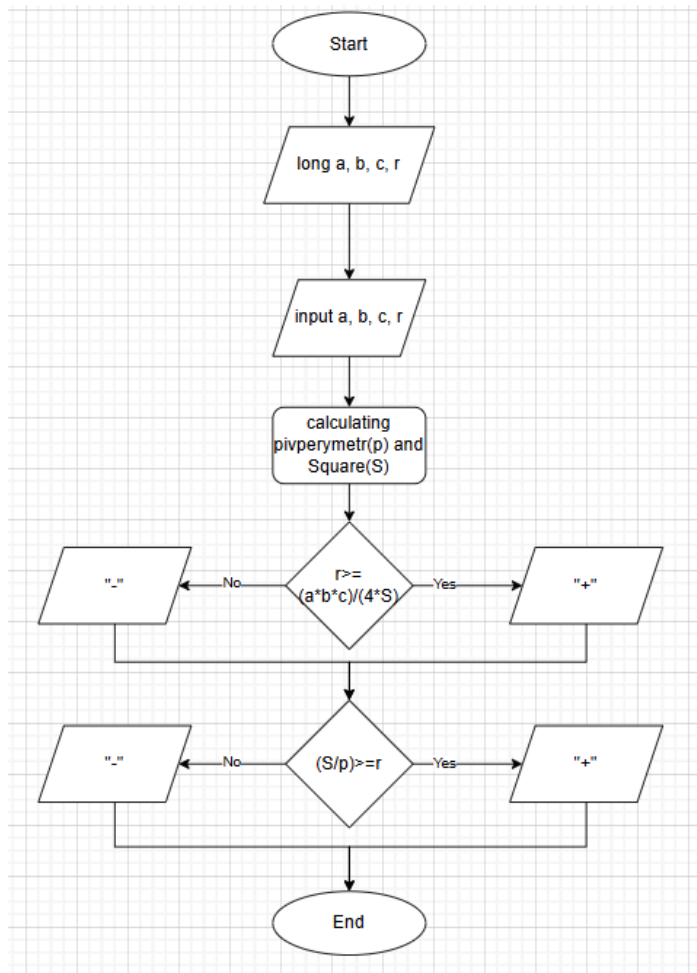 Start
long a, b, c, r
input a, b, c, r
calculating
pivperymetr(p) and
Square(S)
"-"
No
r>=
(a*b*c)/(4*S)
Yes
"+"
"-"
No
(S/p)>=r
Yes
"+"
End